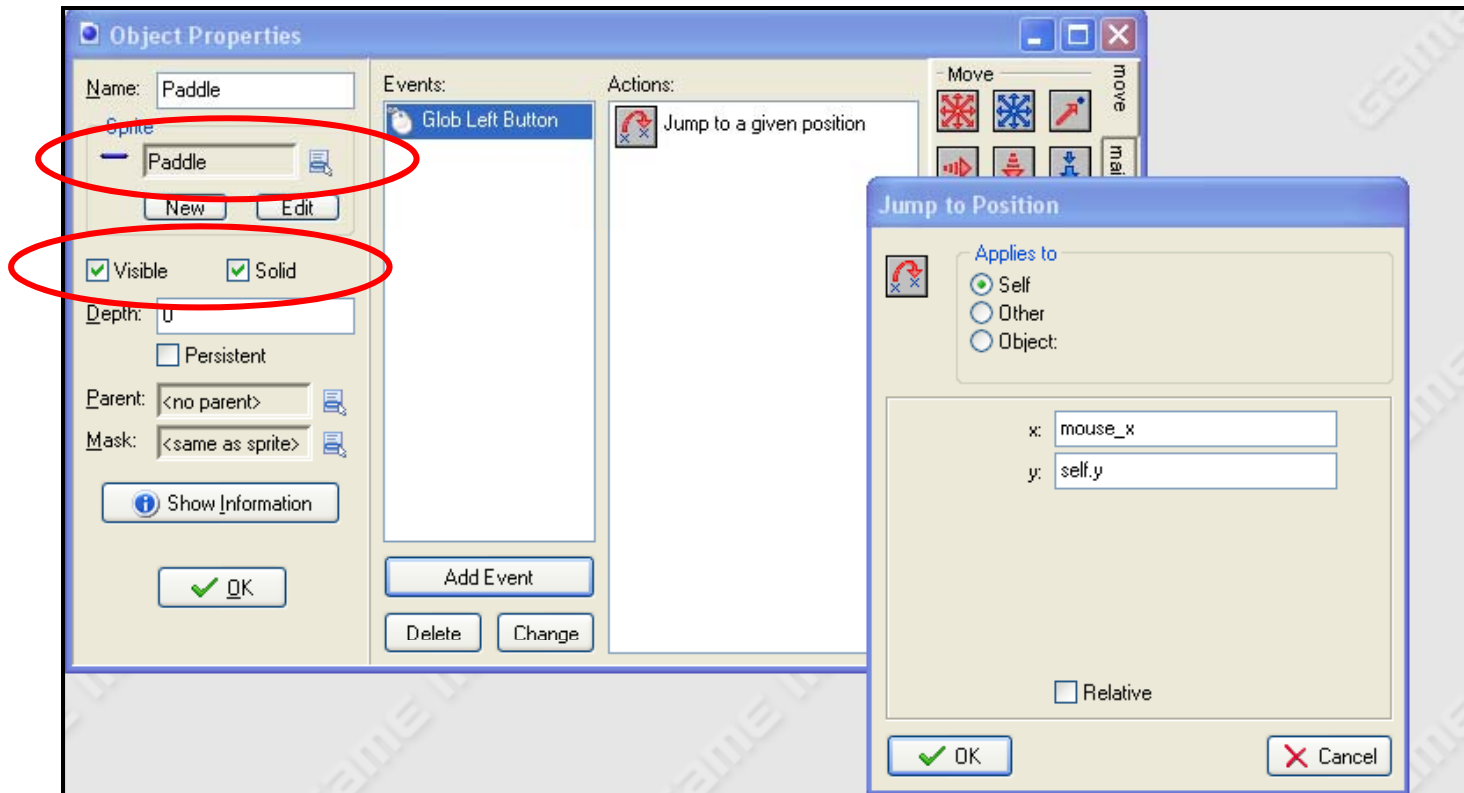 Object Properties
Name: Paddle
Sprite
Paddle
New Edit
Visible Solid
Depth: 0
Persistent
Parent: <no parent>
Mask: <same as sprite>
Show Information
OK
Events:
Glob Left Button
Add Event
Delete Change
Actions:
Jump to a given position
Move
move
Jump to Position
Applies to
Self
Other
Object:
x: mouse_x
y: self.y
Relative
OK Cancel